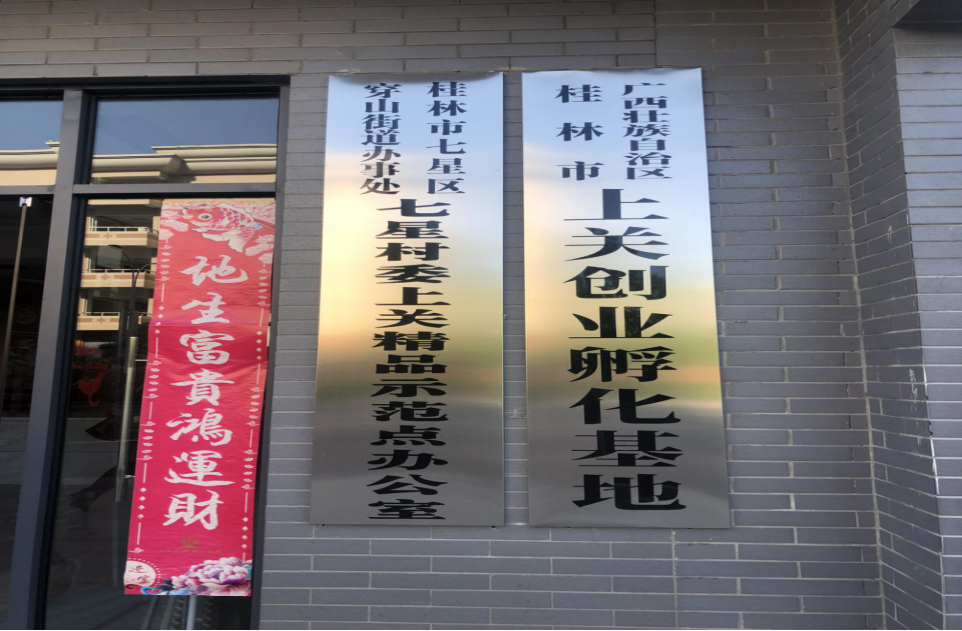 广西壮族自治区
桂林市
上关创业孵化基地
桂林市七星区
穿山街道办事处
七星村委上关精品示范点办公室
地生富貴鴻運財